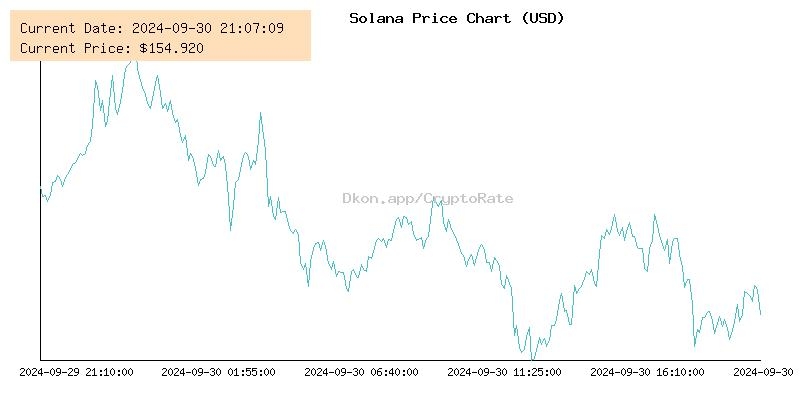 Solana Price Chart (USD)
Current Date: 2024-09-30 21:07:09
Current Price: $154.920
Dkon.app/CryptoRate
2024-09-29 21:10:00 2024-09-30 01:55:00 2024-09-30 06:40:00 2024-09-30 11:25:00 2024-09-30 16:10:00 2024-09-30